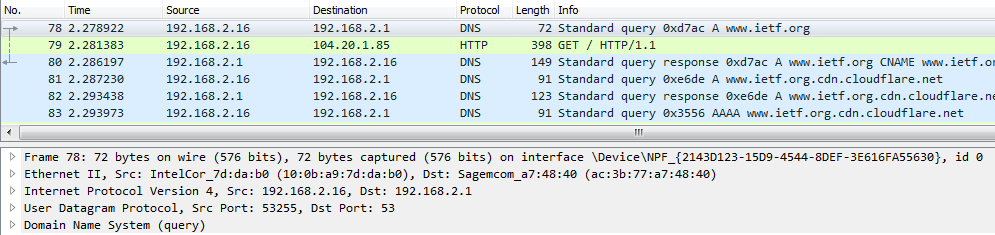 No. Time Source Destination Protocol Length Info
78 2.278922 192.168.2.16 192.168.2.1 DNS 72 Standard query 0xd7ac A www.ietf.org
79 2.281383 192.168.2.16 104.20.1.85 HTTP 398 GET / HTTP/1.1
80 2.286197 192.168.2.1 192.168.2.16 DNS 149 Standard query response 0xd7ac A www.ietf.org CNAME www.ietf.or
81 2.287230 192.168.2.16 192.168.2.1 DNS 91 Standard query 0xe6de A www.ietf.org.cdn.cloudflare.net
82 2.293438 192.168.2.1 192.168.2.16 DNS 123 Standard query response 0xe6de A www.ietf.org.cdn.cloudflare.ne
83 2.293973 192.168.2.16 192.168.2.1 DNS 91 Standard query 0x3556 AAAA www.ietf.org.cdn.cloudflare.net
Frame 78: 72 bytes on wire (576 bits), 72 bytes captured (576 bits) on interface \Device\NPF_{2143D123-15D9-4544-8DEF-3E616FA55630}, id 0
Ethernet II, Src: IntelCor_7d:da:b0 (10:0b:a9:7d:da:b0), Dst: Sagemcom_a7:48:40 (ac:3b:77:a7:48:40)
Internet Protocol Version 4, Src: 192.168.2.16, Dst: 192.168.2.1
User Datagram Protocol, Src Port: 53255, Dst Port: 53
Domain Name System (query)